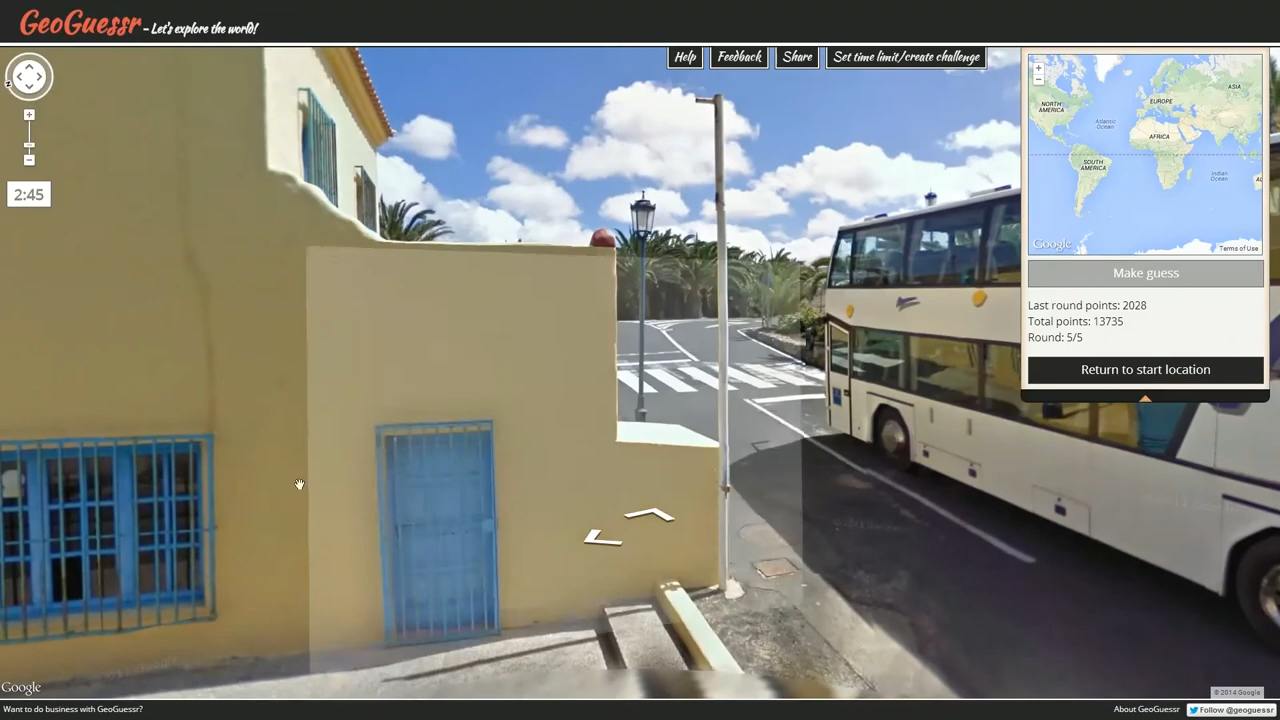 GeoGuessr - Let's explore the world!
Help
Feedback
Share
Set time limit/create challenge
2:45
NORTH AMERICA
EUROPE
ASIA
Atlantic Ocean
AFRICA
SOUTH AMERICA
Indian Ocean
Google
Terms of Use
Make guess
Last round points: 2028
Total points: 13735
Round: 5/5
Return to start location
Google
© 2014 Google
Want to do business with GeoGuessr?
About GeoGuessr
Follow @geoguessr